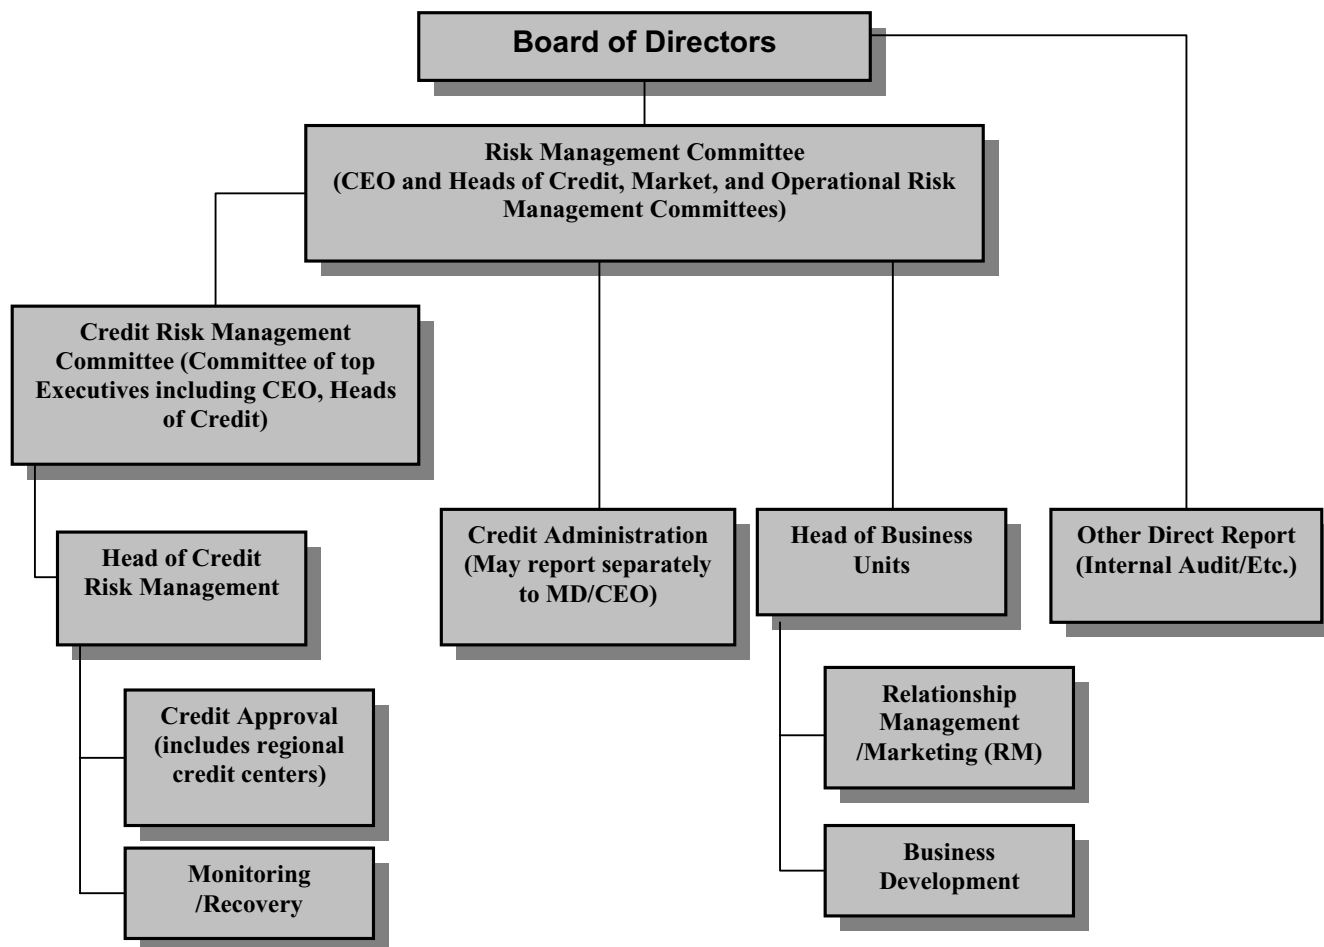 Board of Directors
Risk Management Committee
(CEO and Heads of Credit, Market, and Operational Risk
Management Committees)
Credit Risk Management
Committee (Committee of top
Executives including CEO, Heads
of Credit)
Head of Credit
Risk Management
Credit Administration
(May report separately
to MD/CEO)
Head of Business
Units
Other Direct Report
(Internal Audit/Etc.)
Credit Approval
(includes regional
credit centers)
Monitoring
/Recovery
Relationship
Management
/Marketing (RM)
Business
Development